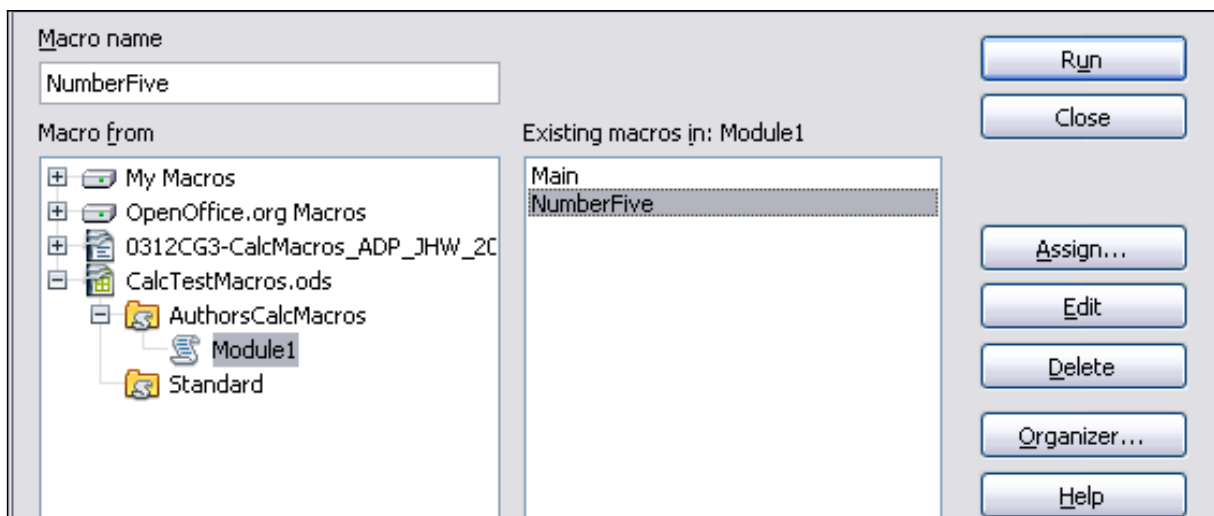 Macro name
NumberFive
Macro from
My Macros
OpenOffice.org Macros
0312CG3-CalcMacros_ADP_JHW_2
CalcTestMacros.ods
AuthorsCalcMacros
Module1
Standard
Existing macros in: Module1
Main
NumberFive
Run
Close
Assign...
Edit
Delete
Organizer...
Help